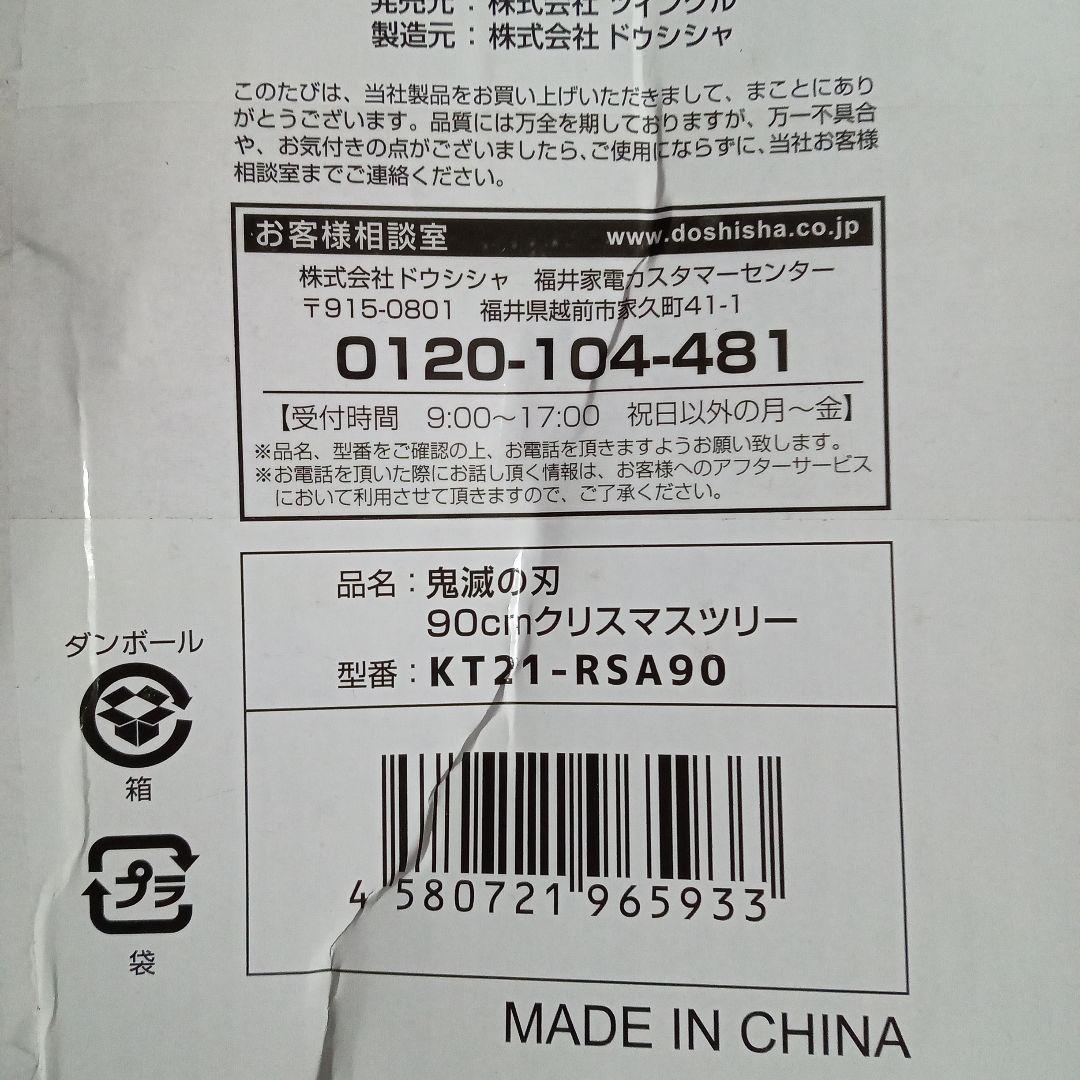 発売元：株式会社 ツインクル
製造元：株式会社 ドウシシャ
このたびは、当社製品をお買い上げいただきまして、まことにあり
がとうございます。品質には万全を期しておりますが、万一不具合
や、お気付きの点がございましたら、ご使用にならずに、当社お客様
相談室までご連絡ください。
お客様相談室 www.doshisha.co.jp
株式会社ドウシシャ 福井家電カスタマーセンター
〒915-0801 福井県越前市家久町41-1
0120-104-481
【受付時間 9:00～17:00 祝日以外の月～金】
※品名、型番をご確認の上、お電話を頂きますようお願い致します。
※お電話を頂いた際にお話し頂く情報は、お客様へのアフターサービス
において利用させて頂きますので、ご了承ください。
品名：鬼滅の刃
90cmクリスマスツリー
型番：KT21-RSA90
ダンボール
箱
プラ
袋
4 580721 965933
MADE IN CHINA